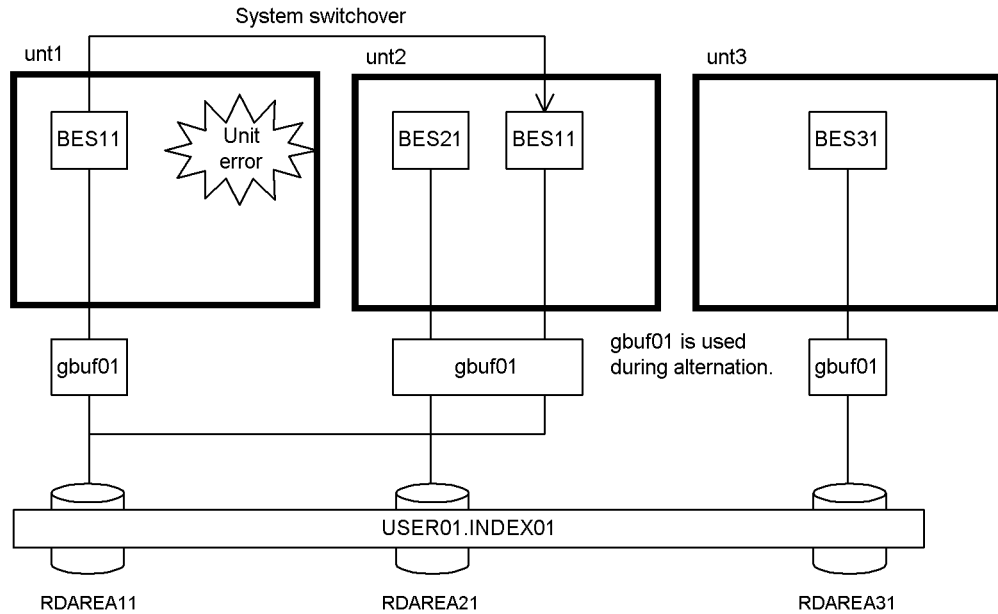 System switchover
unt1
unt2
unt3
BES11
Unit
error
BES21
BES11
BES31
gbuf01
gbuf01
gbuf01 is used
during alternation.
gbuf01
USER01.INDEX01
RDAREA11
RDAREA21
RDAREA31